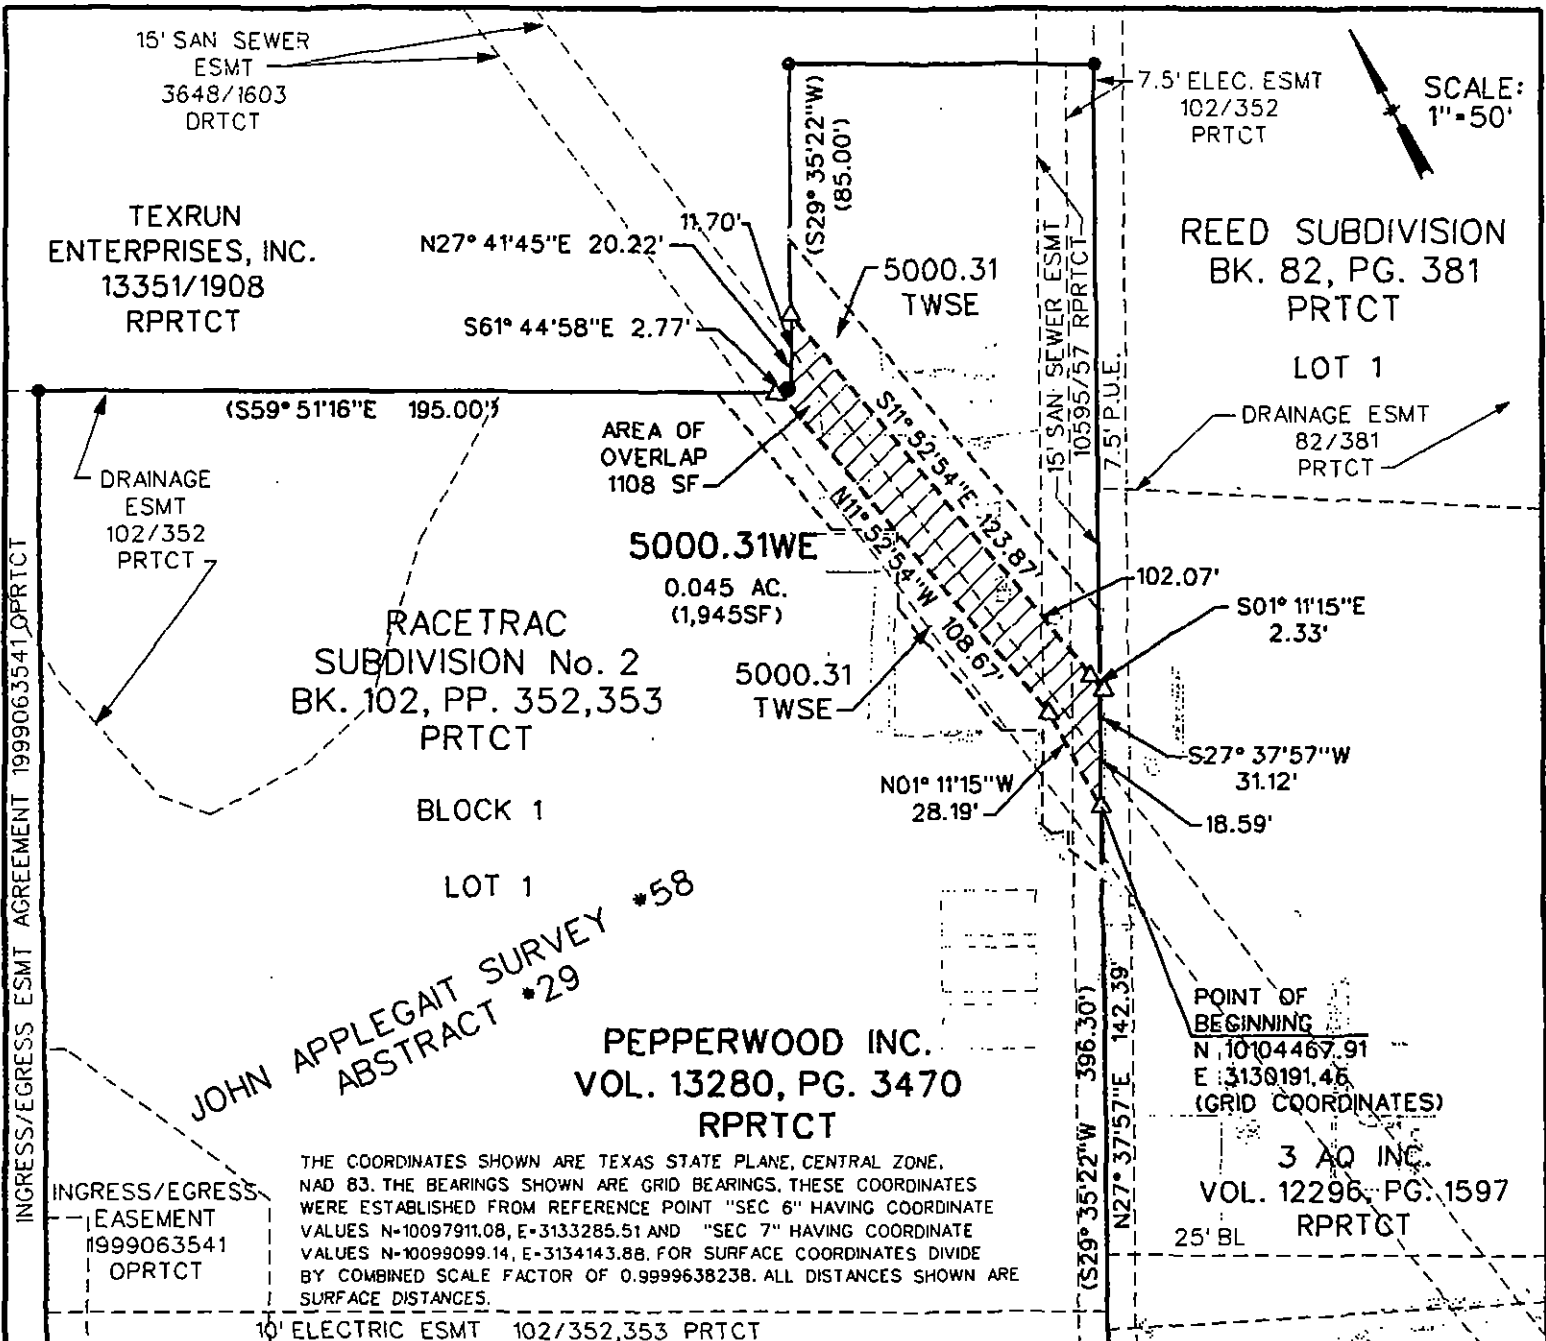 15' SAN SEWER
ESMT
3648/1603
DRTCT
7.5' ELEC. ESMT
102/352
PRTCT
SCALE:
1"=50'
(S29° 35'22"W)
(85.00')
TEXRUN
ENTERPRISES, INC.
13351/1908
RPRTCT
11.70'
N27° 41'45"E 20.22'
S61° 44'58"E 2.77'
5000.31
TWSE
REED SUBDIVISION
BK. 82, PG. 381
PRTCT
LOT 1
15' SAN SEWER ESMT
10595/57 RPRTCT
7.5' P.U.E.
(S59° 51'16"E 195.00')
DRAINAGE ESMT
82/381
PRTCT
AREA OF
OVERLAP
1108 SF
S11° 52'54"E 123.87'
N11° 52'54"W 108.67'
DRAINAGE
ESMT
102/352
PRTCT
5000.31WE
0.045 AC.
(1,945SF)
102.07'
S01° 11'15"E
2.33'
RACETRAC
SUBDIVISION No. 2
BK. 102, PP. 352,353
PRTCT
5000.31
TWSE
S27° 37'57"W
31.12'
N01° 11'15"W
28.19'
18.59'
BLOCK 1
LOT 1
INGRESS/EGRESS ESMT AGREEMENT 1999063541 OPRTCT
JOHN APPLEGAIT SURVEY *58
ABSTRACT *29
POINT OF
BEGINNING
N 10104467.91
E 3130191.46
(GRID COORDINATES)
PEPPERWOOD INC.
VOL. 13280, PG. 3470
RPRTCT
(S29° 35'22"W 396.30')
N27° 37'57"E 142.39'
3 AQ INC.
VOL. 12296, PG. 1597
RPRTCT
25' BL
THE COORDINATES SHOWN ARE TEXAS STATE PLANE, CENTRAL ZONE,
NAD 83. THE BEARINGS SHOWN ARE GRID BEARINGS. THESE COORDINATES
WERE ESTABLISHED FROM REFERENCE POINT "SEC 6" HAVING COORDINATE
VALUES N=10097911.08, E=3133285.51 AND "SEC 7" HAVING COORDINATE
VALUES N=10099099.14, E=3134143.88. FOR SURFACE COORDINATES DIVIDE
BY COMBINED SCALE FACTOR OF 0.9999638238. ALL DISTANCES SHOWN ARE
SURFACE DISTANCES.
INGRESS/EGRESS
EASEMENT
1999063541
OPRTCT
10' ELECTRIC ESMT 102/352,353 PRTCT